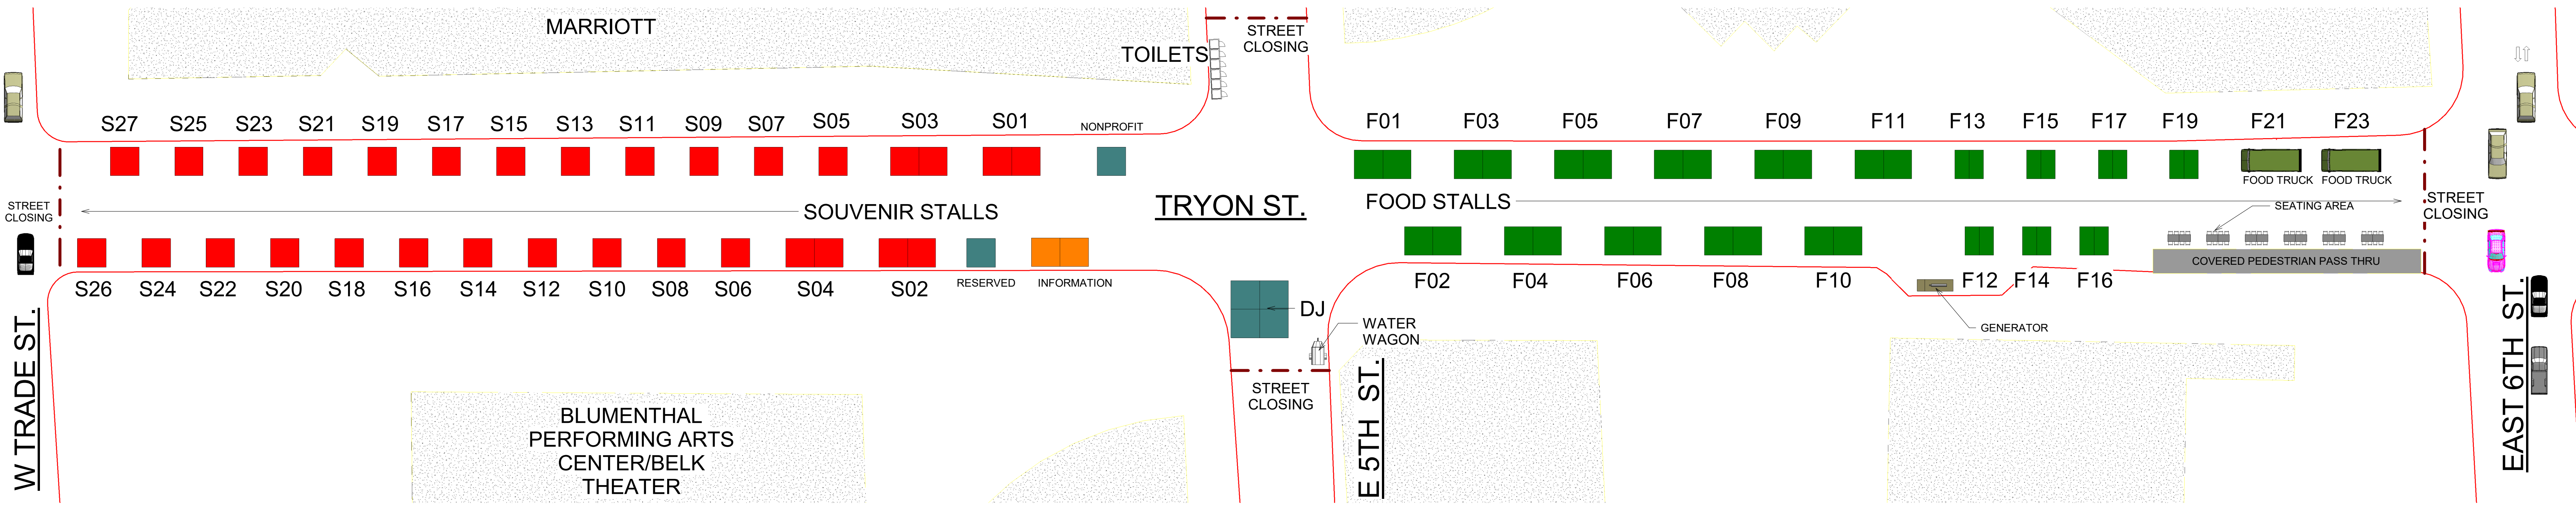 MARRIOTT
TOILETS
STREET
CLOSING
S27 S25 S23 S21 S19 S17 S15 S13 S11 S09 S07 S05 S03 S01 NONPROFIT
F01 F03 F05 F07 F09 F11 F13 F15 F17 F19 F21 F23
FOOD TRUCK FOOD TRUCK
STREET
CLOSING
SOUVENIR STALLS
TRYON ST.
FOOD STALLS
SEATING AREA
STREET
CLOSING
COVERED PEDESTRIAN PASS THRU
S26 S24 S22 S20 S18 S16 S14 S12 S10 S08 S06 S04 S02 RESERVED INFORMATION
F02 F04 F06 F08 F10 F12 F14 F16
DJ
WATER
WAGON
GENERATOR
STREET
CLOSING
W TRADE ST.
BLUMENTHAL
PERFORMING ARTS
CENTER/BELK
THEATER
E 5TH ST.
EAST 6TH ST.